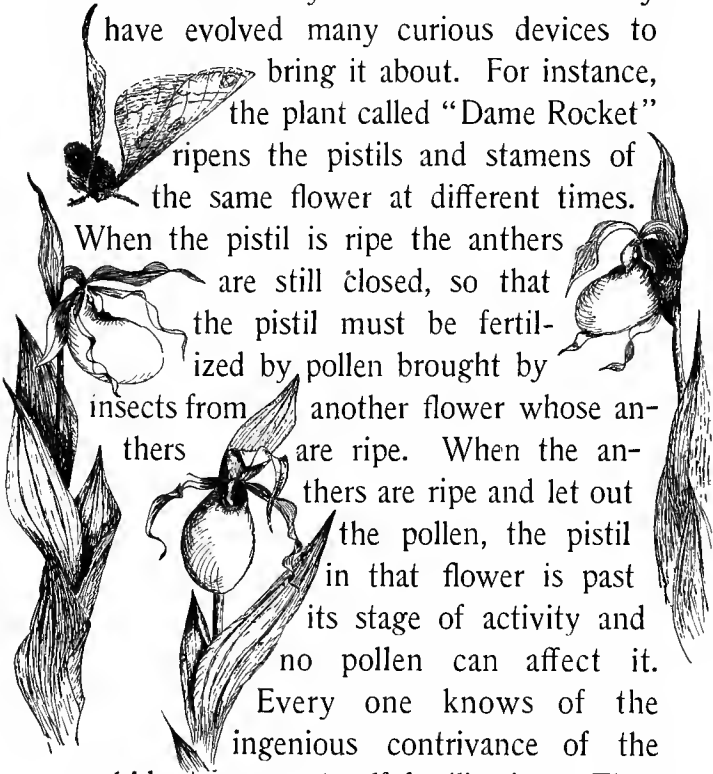 have evolved many curious devices to
bring it about. For instance,
the plant called "Dame Rocket"
ripens the pistils and stamens of
the same flower at different times.
When the pistil is ripe the anthers
are still closed, so that
the pistil must be fertil-
ized by pollen brought by
insects from another flower whose an-
thers are ripe. When the an-
thers are ripe and let out
the pollen, the pistil
in that flower is past
its stage of activity and
no pollen can affect it.
Every one knows of the
ingenious contrivance of the